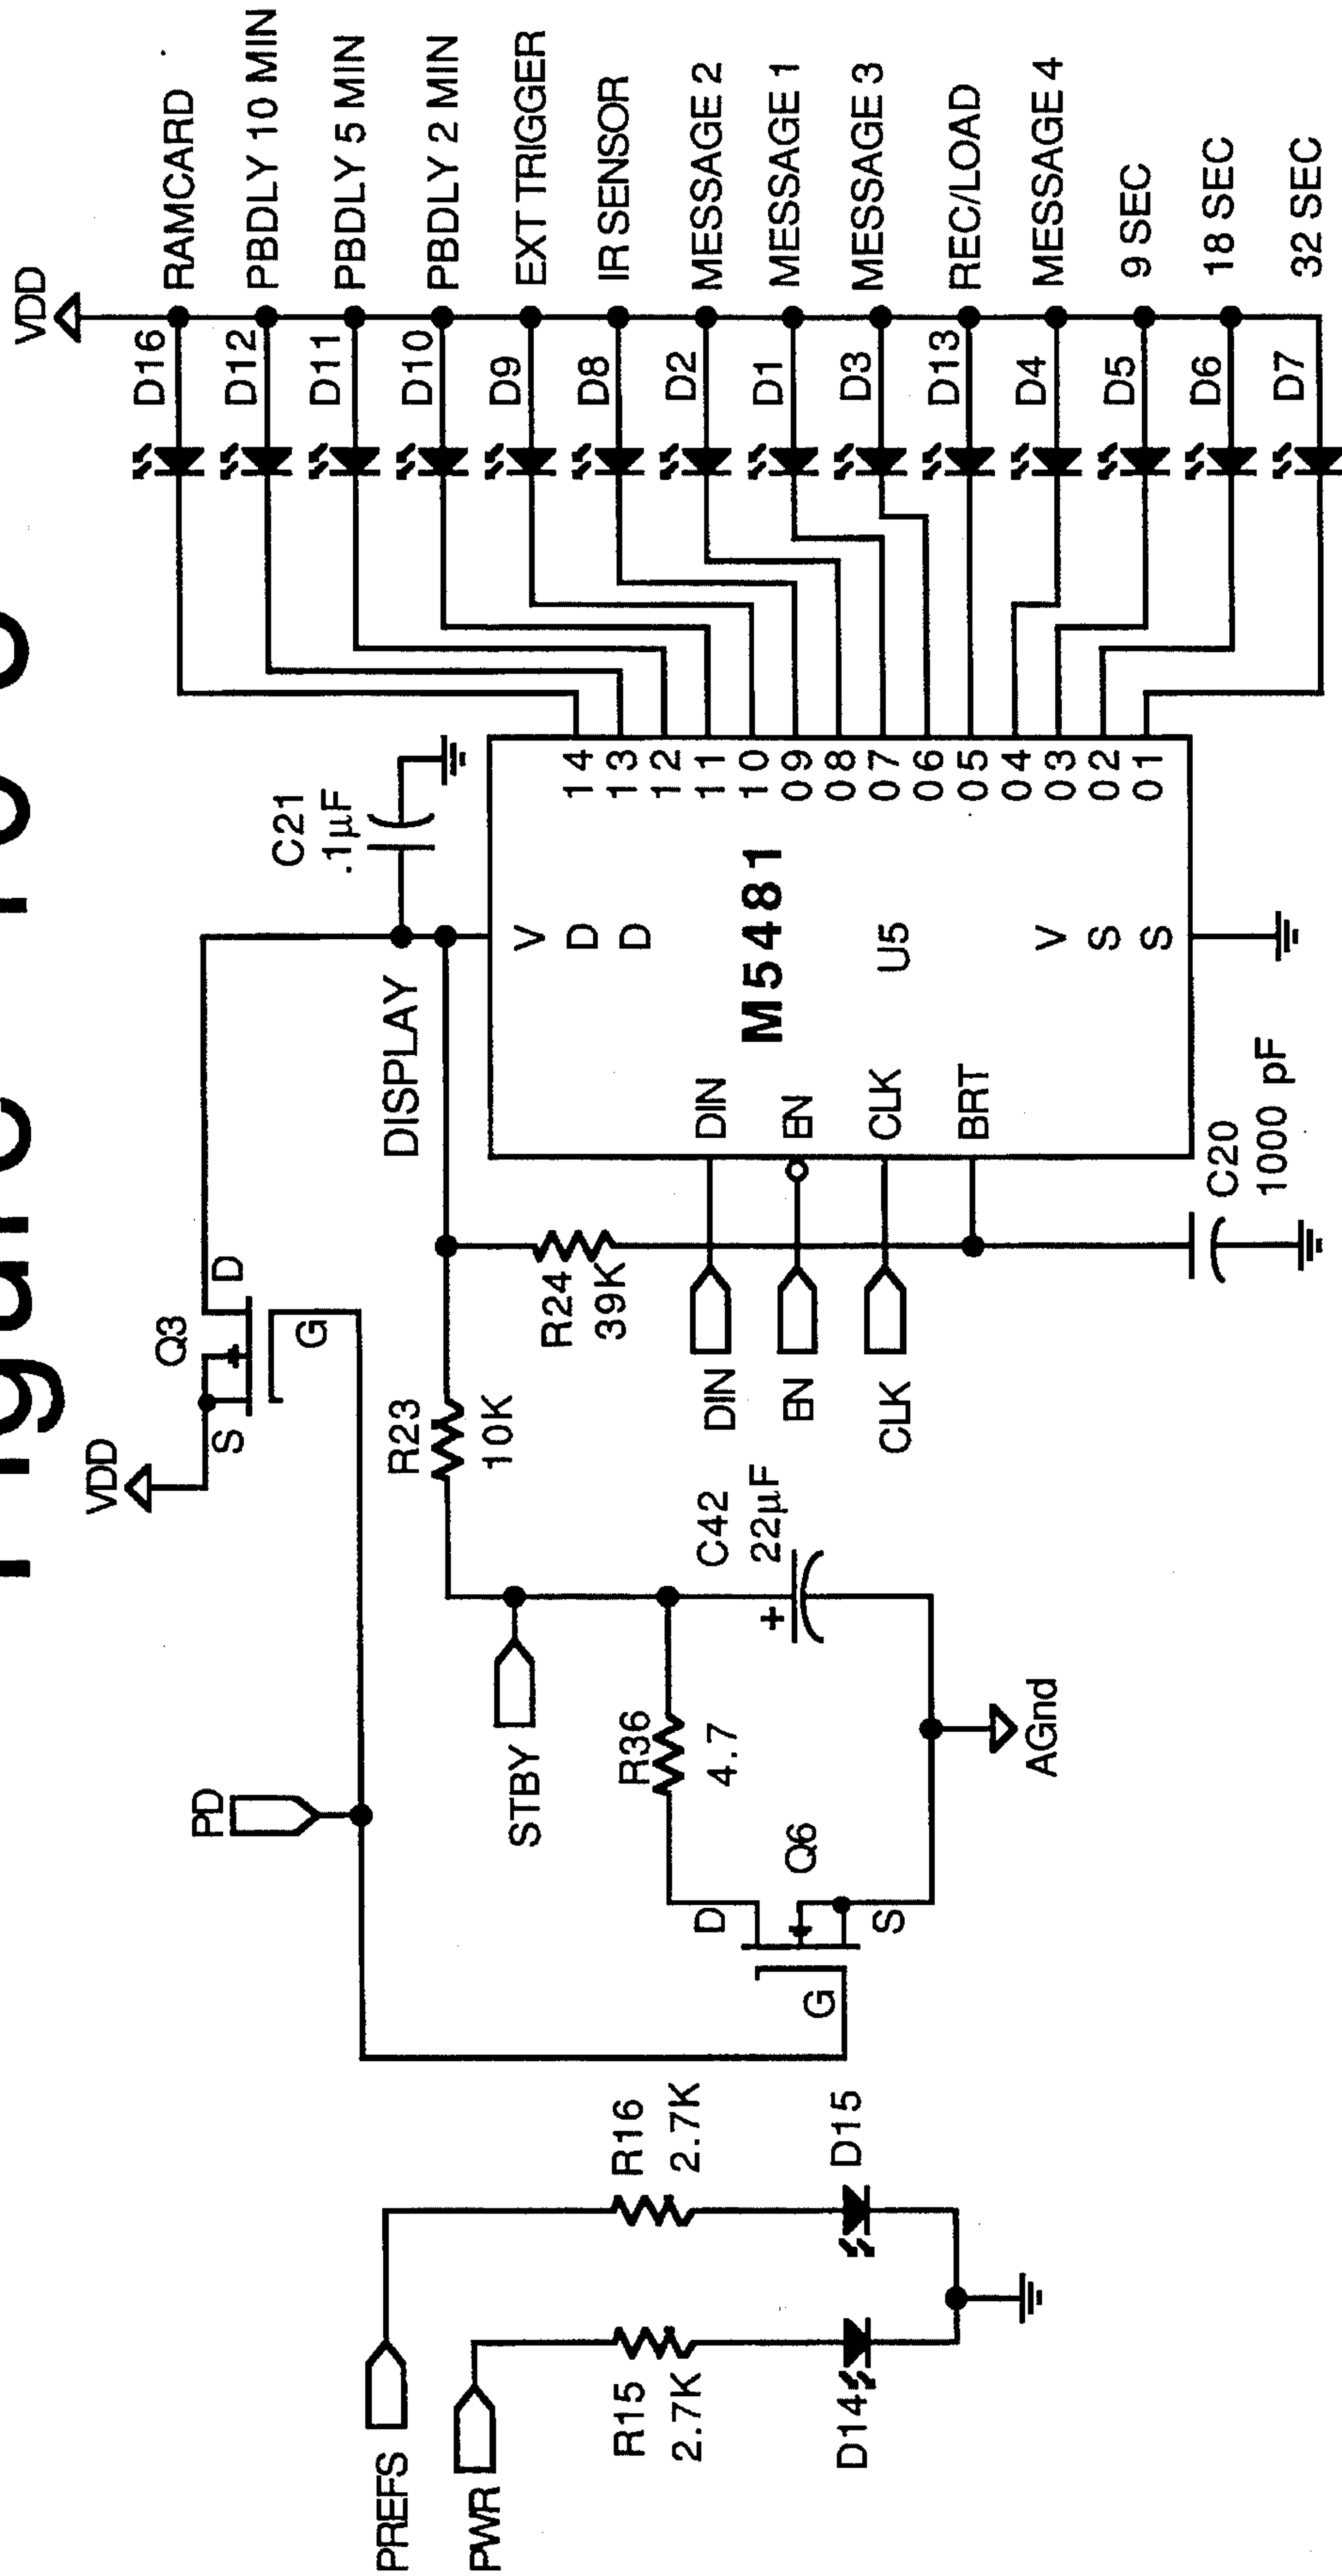 VDD
RAMCARD
D16
PBDLY 10 MIN
D12
PBDLY 5 MIN
D11
PBDLY 2 MIN
D10
EXT TRIGGER
D9
IR SENSOR
D8
MESSAGE 2
D2
MESSAGE 1
D1
MESSAGE 3
D3
REC/LOAD
D13
MESSAGE 4
D4
9 SEC
D5
18 SEC
D6
32 SEC
D7
C21
.1µF
14
13
12
11
10
09
08
07
06
05
04
03
02
01
VDD
M5481
U5
VSS
DISPLAY
DIN
EN
CLK
BRT
C20
1000 pF
VDD
Q3
S
D
G
R23
10K
R24
39K
DIN
EN
CLK
PD
STBY
C42
22µF
+
R36
4.7
Q6
D
G
S
AGnd
PREFS
PWR
R16
2.7K
R15
2.7K
D15
D14